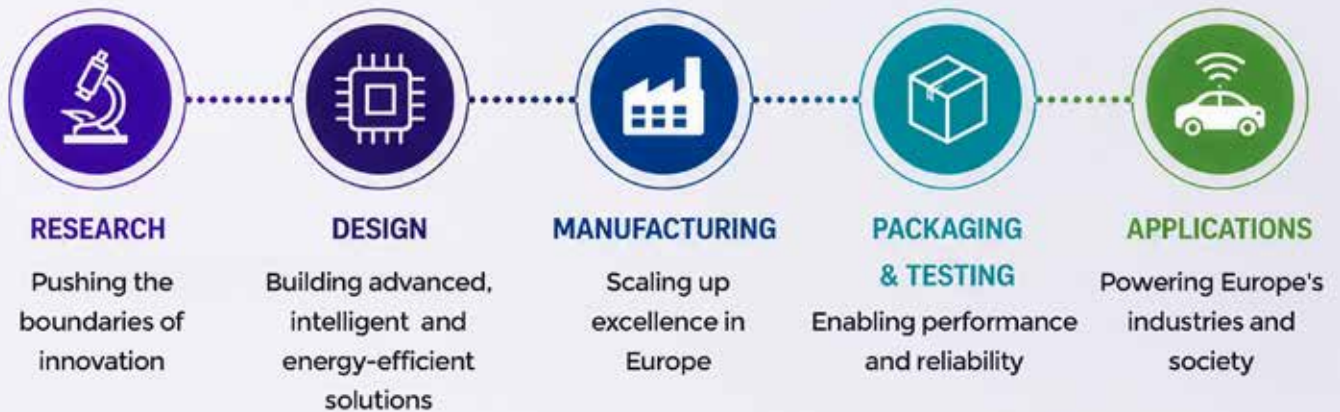 RESEARCH
Pushing the
boundaries of
innovation
DESIGN
Building advanced,
intelligent and
energy-efficient
solutions
MANUFACTURING
Scaling up
excellence in
Europe
PACKAGING
& TESTING
Enabling performance
and reliability
APPLICATIONS
Powering Europe's
industries and
society